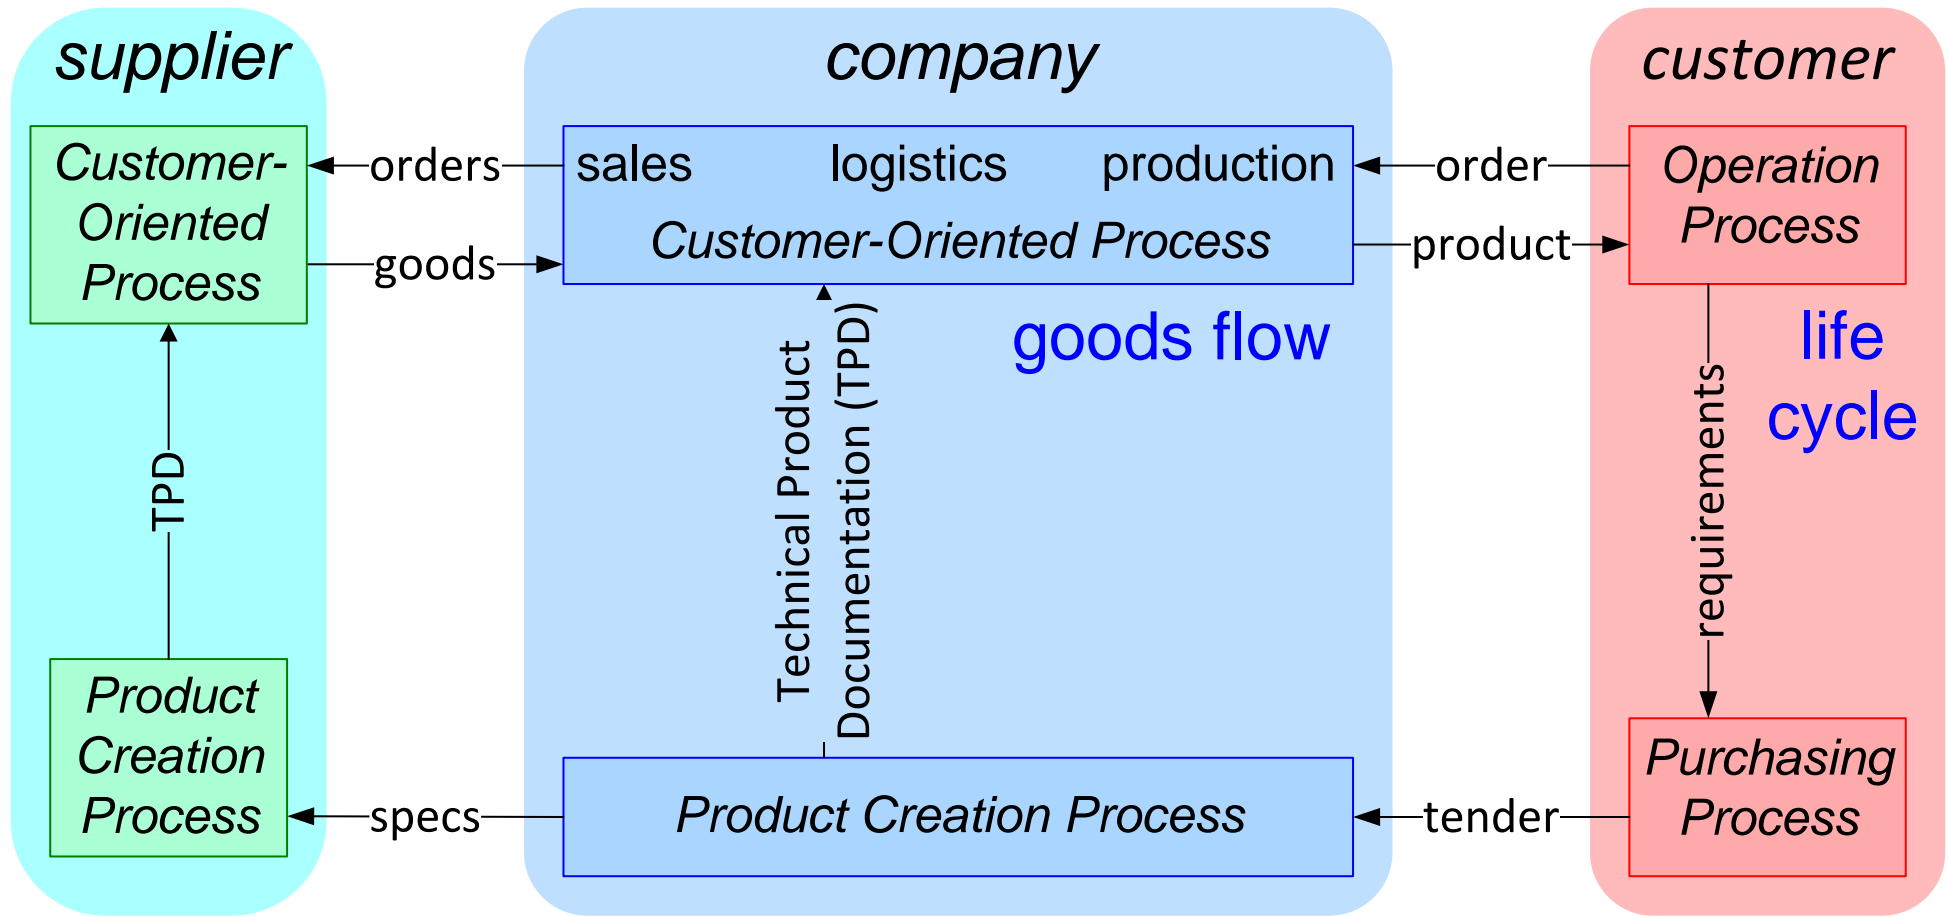 supplier
company
customer
Customer-
Oriented
Process
orders
goods
sales logistics production
Customer-Oriented Process
order
product
Operation
Process
goods flow
life
cycle
TPD
Technical Product
Documentation (TPD)
requirements
Product
Creation
Process
specs
Product Creation Process
tender
Purchasing
Process